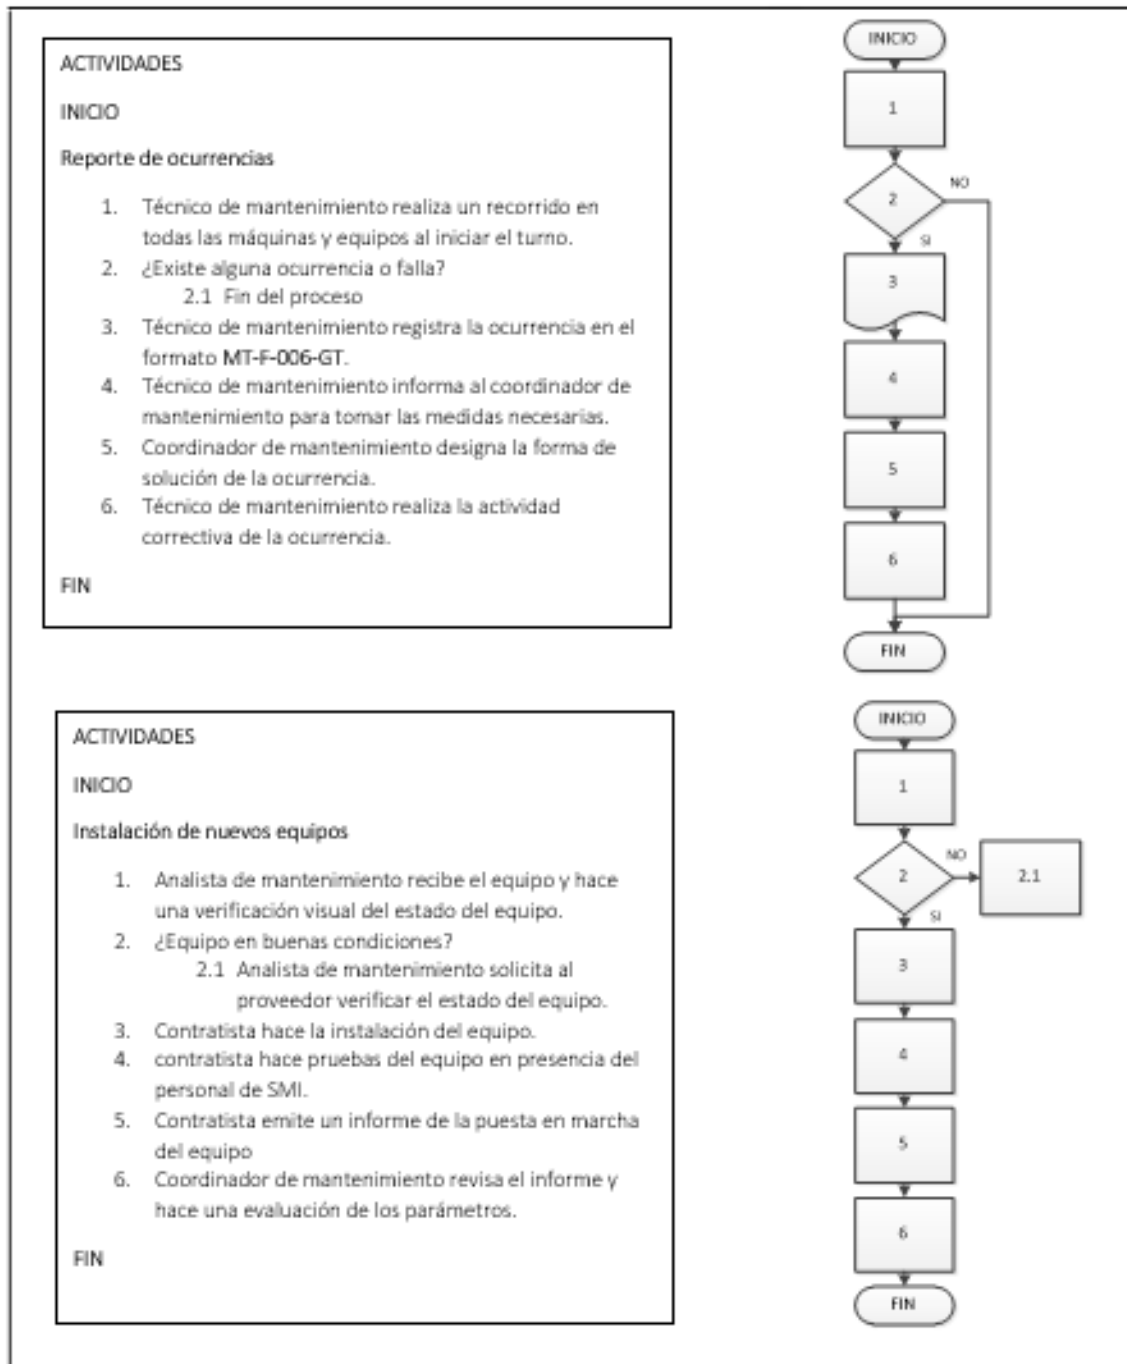 ACTIVIDADES
INICIO
Reporte de ocurrencias
1. Técnico de mantenimiento realiza un recorrido en
todas las máquinas y equipos al iniciar el turno.
2. ¿Existe alguna ocurrencia o falla?
2.1 Fin del proceso
3. Técnico de mantenimiento registra la ocurrencia en el
formato MT-F-006-GT.
4. Técnico de mantenimiento informa al coordinador de
mantenimiento para tomar las medidas necesarias.
5. Coordinador de mantenimiento designa la forma de
solución de la ocurrencia.
6. Técnico de mantenimiento realiza la actividad
correctiva de la ocurrencia.
FIN
INICIO
1
2
NO
SI
3
4
5
6
FIN
ACTIVIDADES
INICIO
Instalación de nuevos equipos
1. Analista de mantenimiento recibe el equipo y hace
una verificación visual del estado del equipo.
2. ¿Equipo en buenas condiciones?
2.1 Analista de mantenimiento solicita al
proveedor verificar el estado del equipo.
3. Contratista hace la instalación del equipo.
4. contratista hace pruebas del equipo en presencia del
personal de SMI.
5. Contratista emite un informe de la puesta en marcha
del equipo
6. Coordinador de mantenimiento revisa el informe y
hace una evaluación de los parámetros.
FIN
INICIO
1
2
NO
2.1
SI
3
4
5
6
FIN